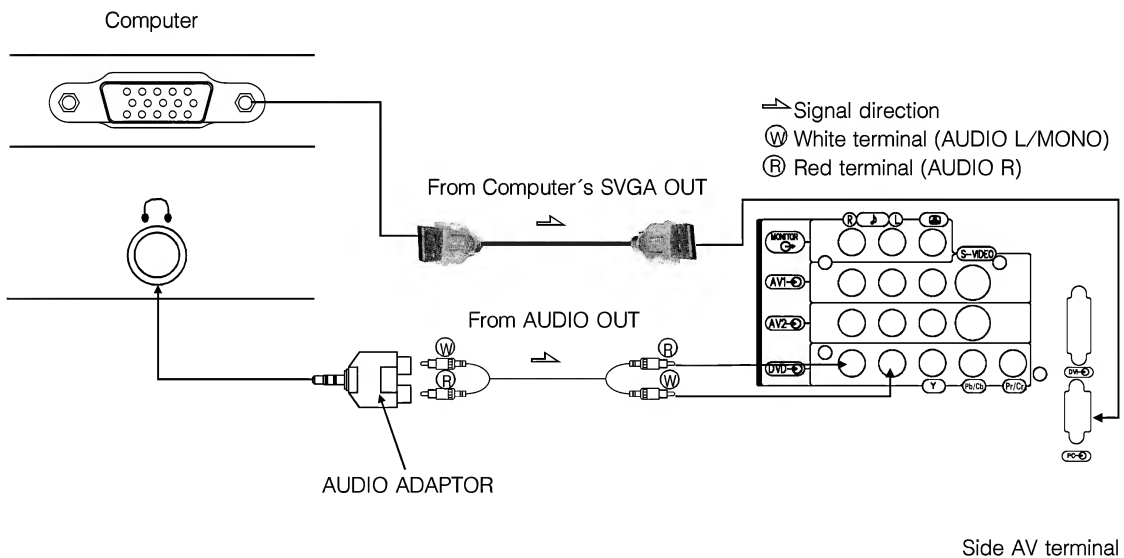 Computer
Signal direction
W White terminal (AUDIO L/MONO)
R Red terminal (AUDIO R)
From Computer´s SVGA OUT
R L
MONITOR
S-VIDEO
AV1
AV2
From AUDIO OUT
W
R
R
W
DVD
Y Pb/Cb Pr/Cr
DVI
PC
AUDIO ADAPTOR
Side AV terminal